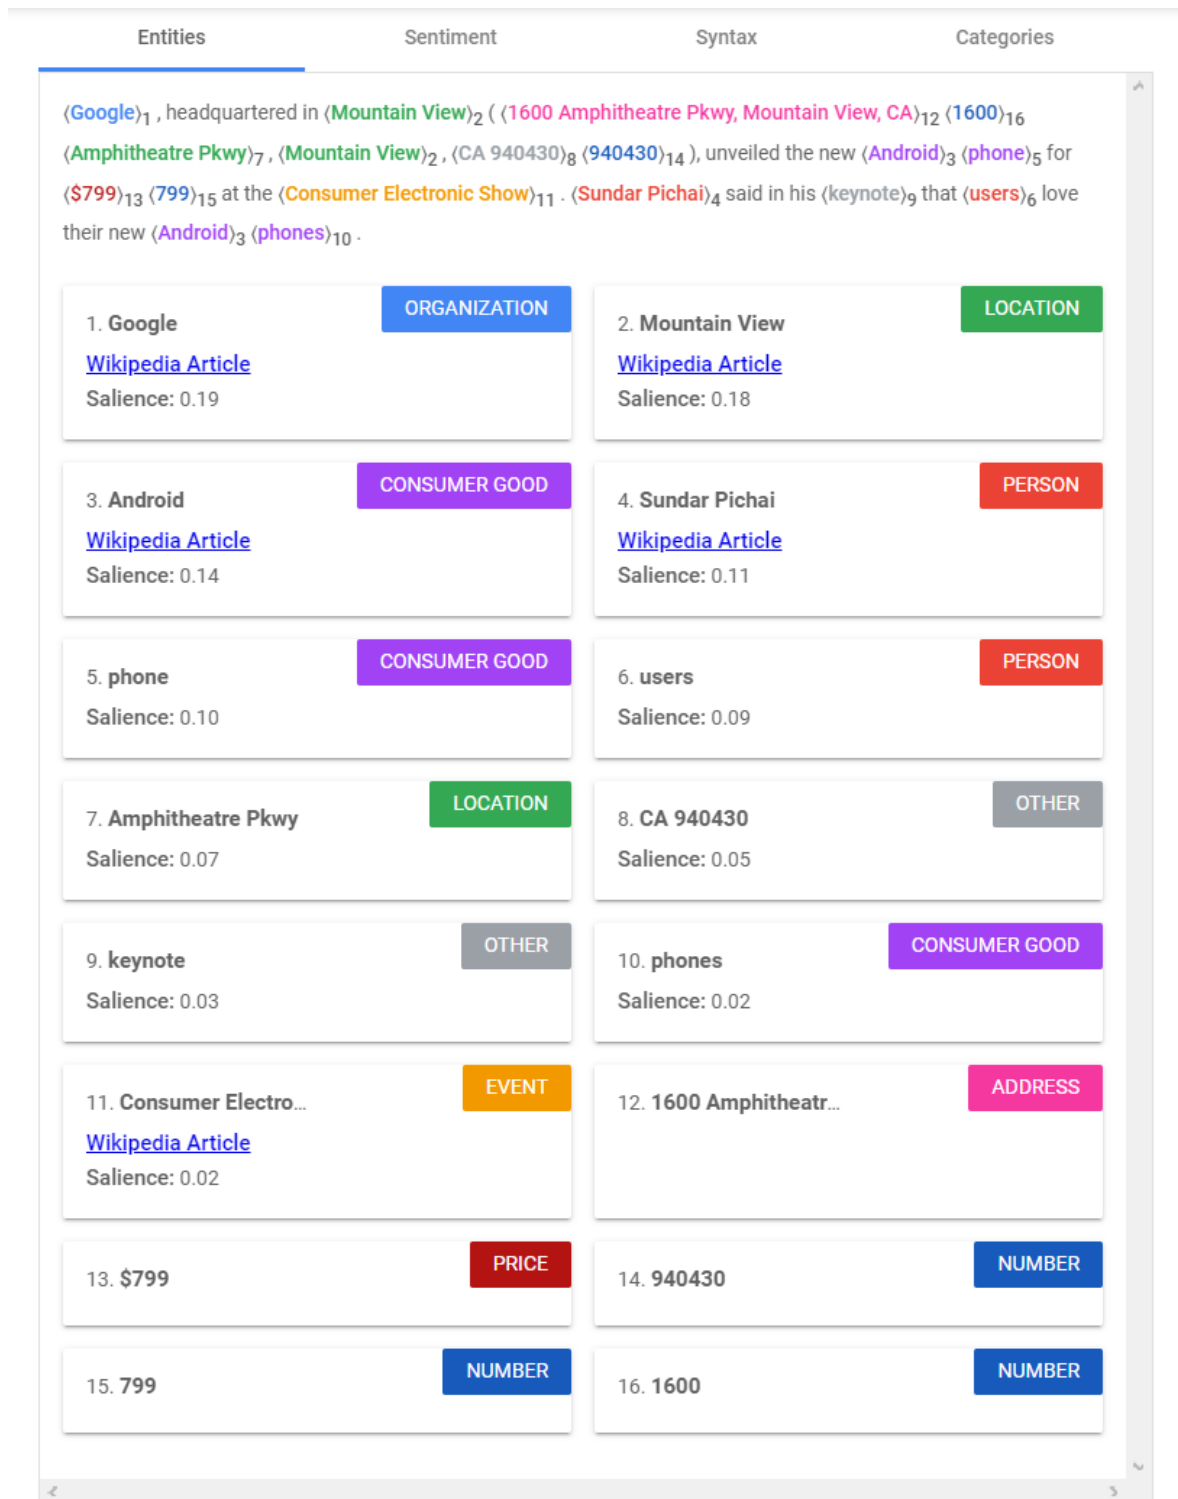 Entities Sentiment Syntax Categories
⟨Google⟩1 , headquartered in ⟨Mountain View⟩2 ( ⟨1600 Amphitheatre Pkwy, Mountain View, CA⟩12 ⟨1600⟩16
⟨Amphitheatre Pkwy⟩7 , ⟨Mountain View⟩2 , ⟨CA 940430⟩8 ⟨940430⟩14 ), unveiled the new ⟨Android⟩3 ⟨phone⟩5 for
⟨$799⟩13 ⟨799⟩15 at the ⟨Consumer Electronic Show⟩11 . ⟨Sundar Pichai⟩4 said in his ⟨keynote⟩9 that ⟨users⟩6 love
their new ⟨Android⟩3 ⟨phones⟩10 .
1. Google ORGANIZATION
Wikipedia Article
Salience: 0.19
2. Mountain View LOCATION
Wikipedia Article
Salience: 0.18
3. Android CONSUMER GOOD
Wikipedia Article
Salience: 0.14
4. Sundar Pichai PERSON
Wikipedia Article
Salience: 0.11
5. phone CONSUMER GOOD
Salience: 0.10
6. users PERSON
Salience: 0.09
7. Amphitheatre Pkwy LOCATION
Salience: 0.07
8. CA 940430 OTHER
Salience: 0.05
9. keynote OTHER
Salience: 0.03
10. phones CONSUMER GOOD
Salience: 0.02
11. Consumer Electro... EVENT
Wikipedia Article
Salience: 0.02
12. 1600 Amphitheatr... ADDRESS
13. $799 PRICE
14. 940430 NUMBER
15. 799 NUMBER
16. 1600 NUMBER